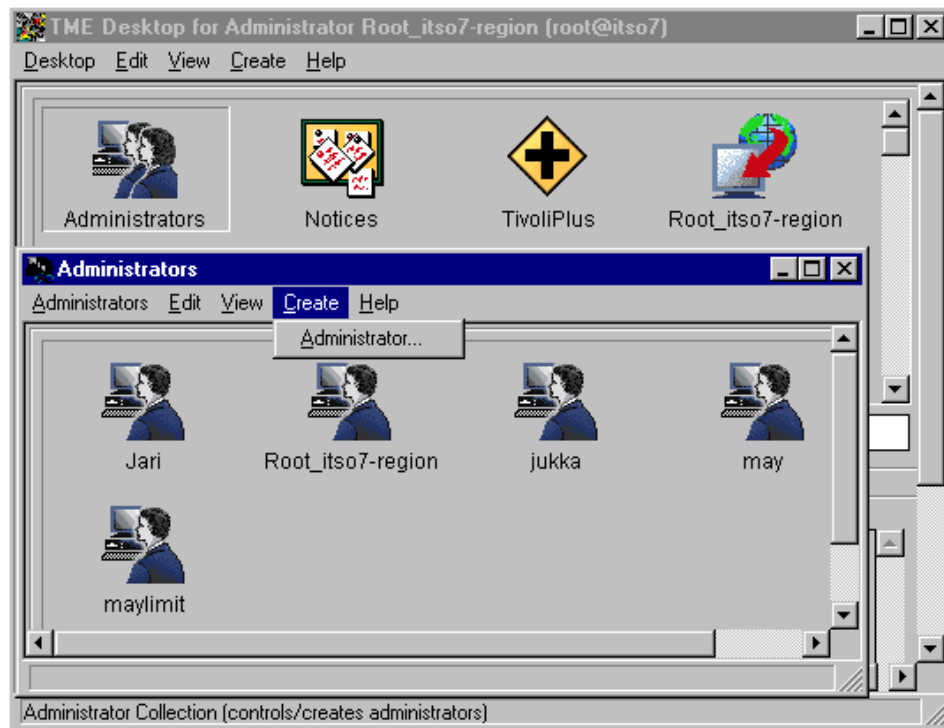 TME Desktop for Administrator Root_itso7-region (root@itso7)
Desktop Edit View Create Help
Administrators Notices TivoliPlus Root_itso7-region
Administrators
Administrators Edit View Create Help
Administrator...
Jari Root_itso7-region jukka may
maylimit
Administrator Collection (controls/creates administrators)